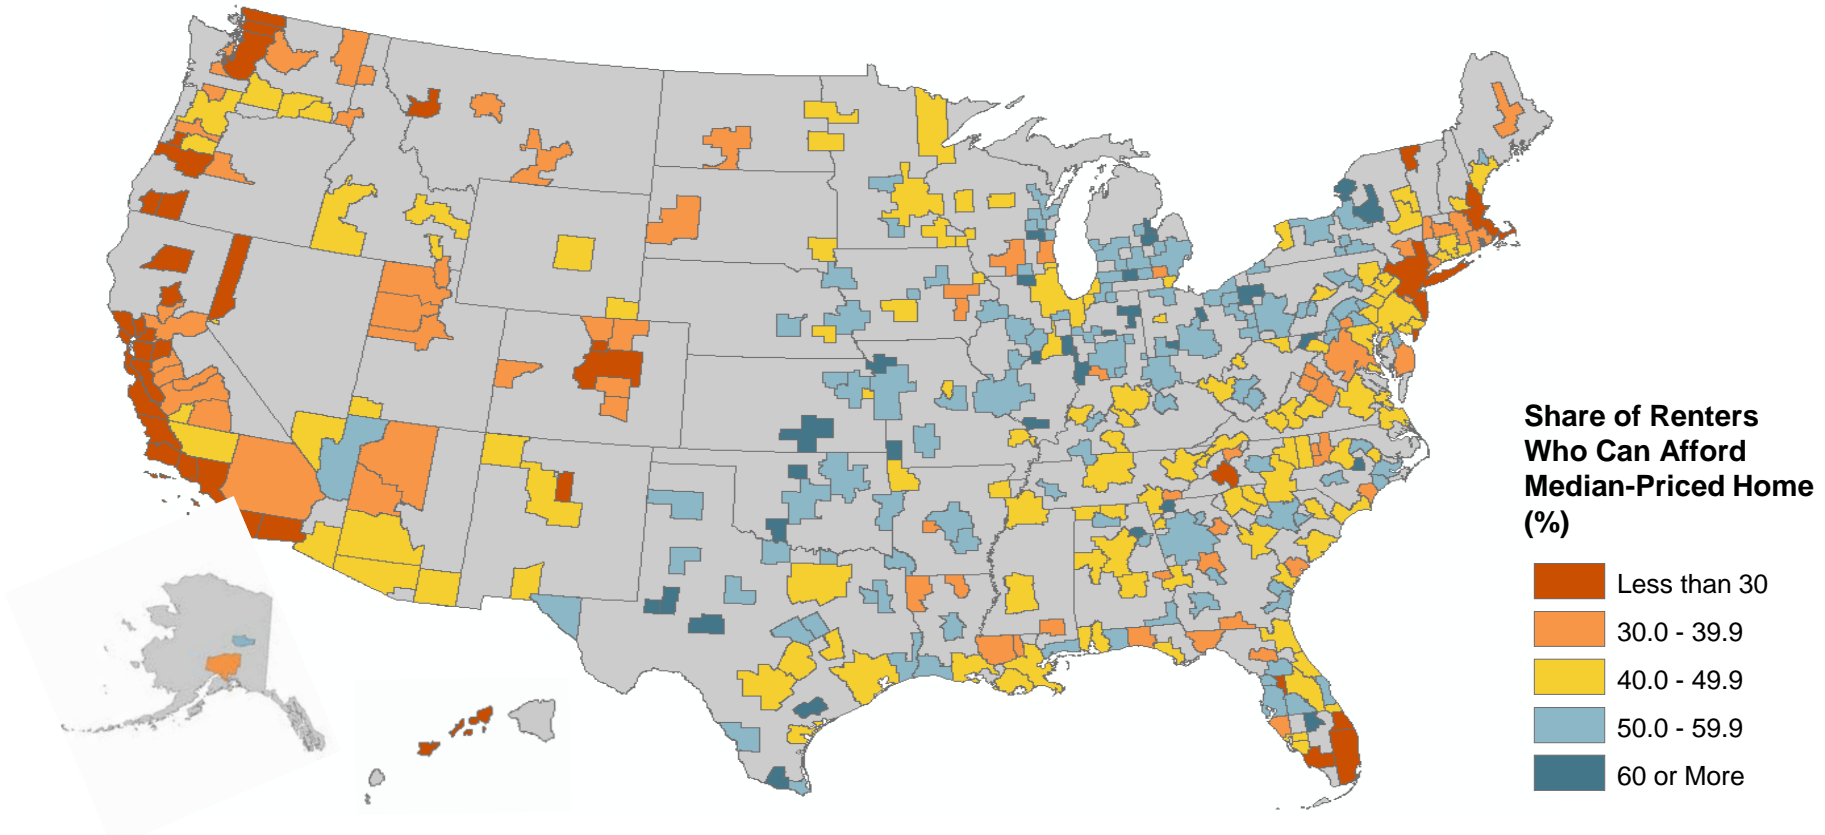 Share of Renters
Who Can Afford
Median-Priced Home
(%)
Less than 30
30.0 - 39.9
40.0 - 49.9
50.0 - 59.9
60 or More